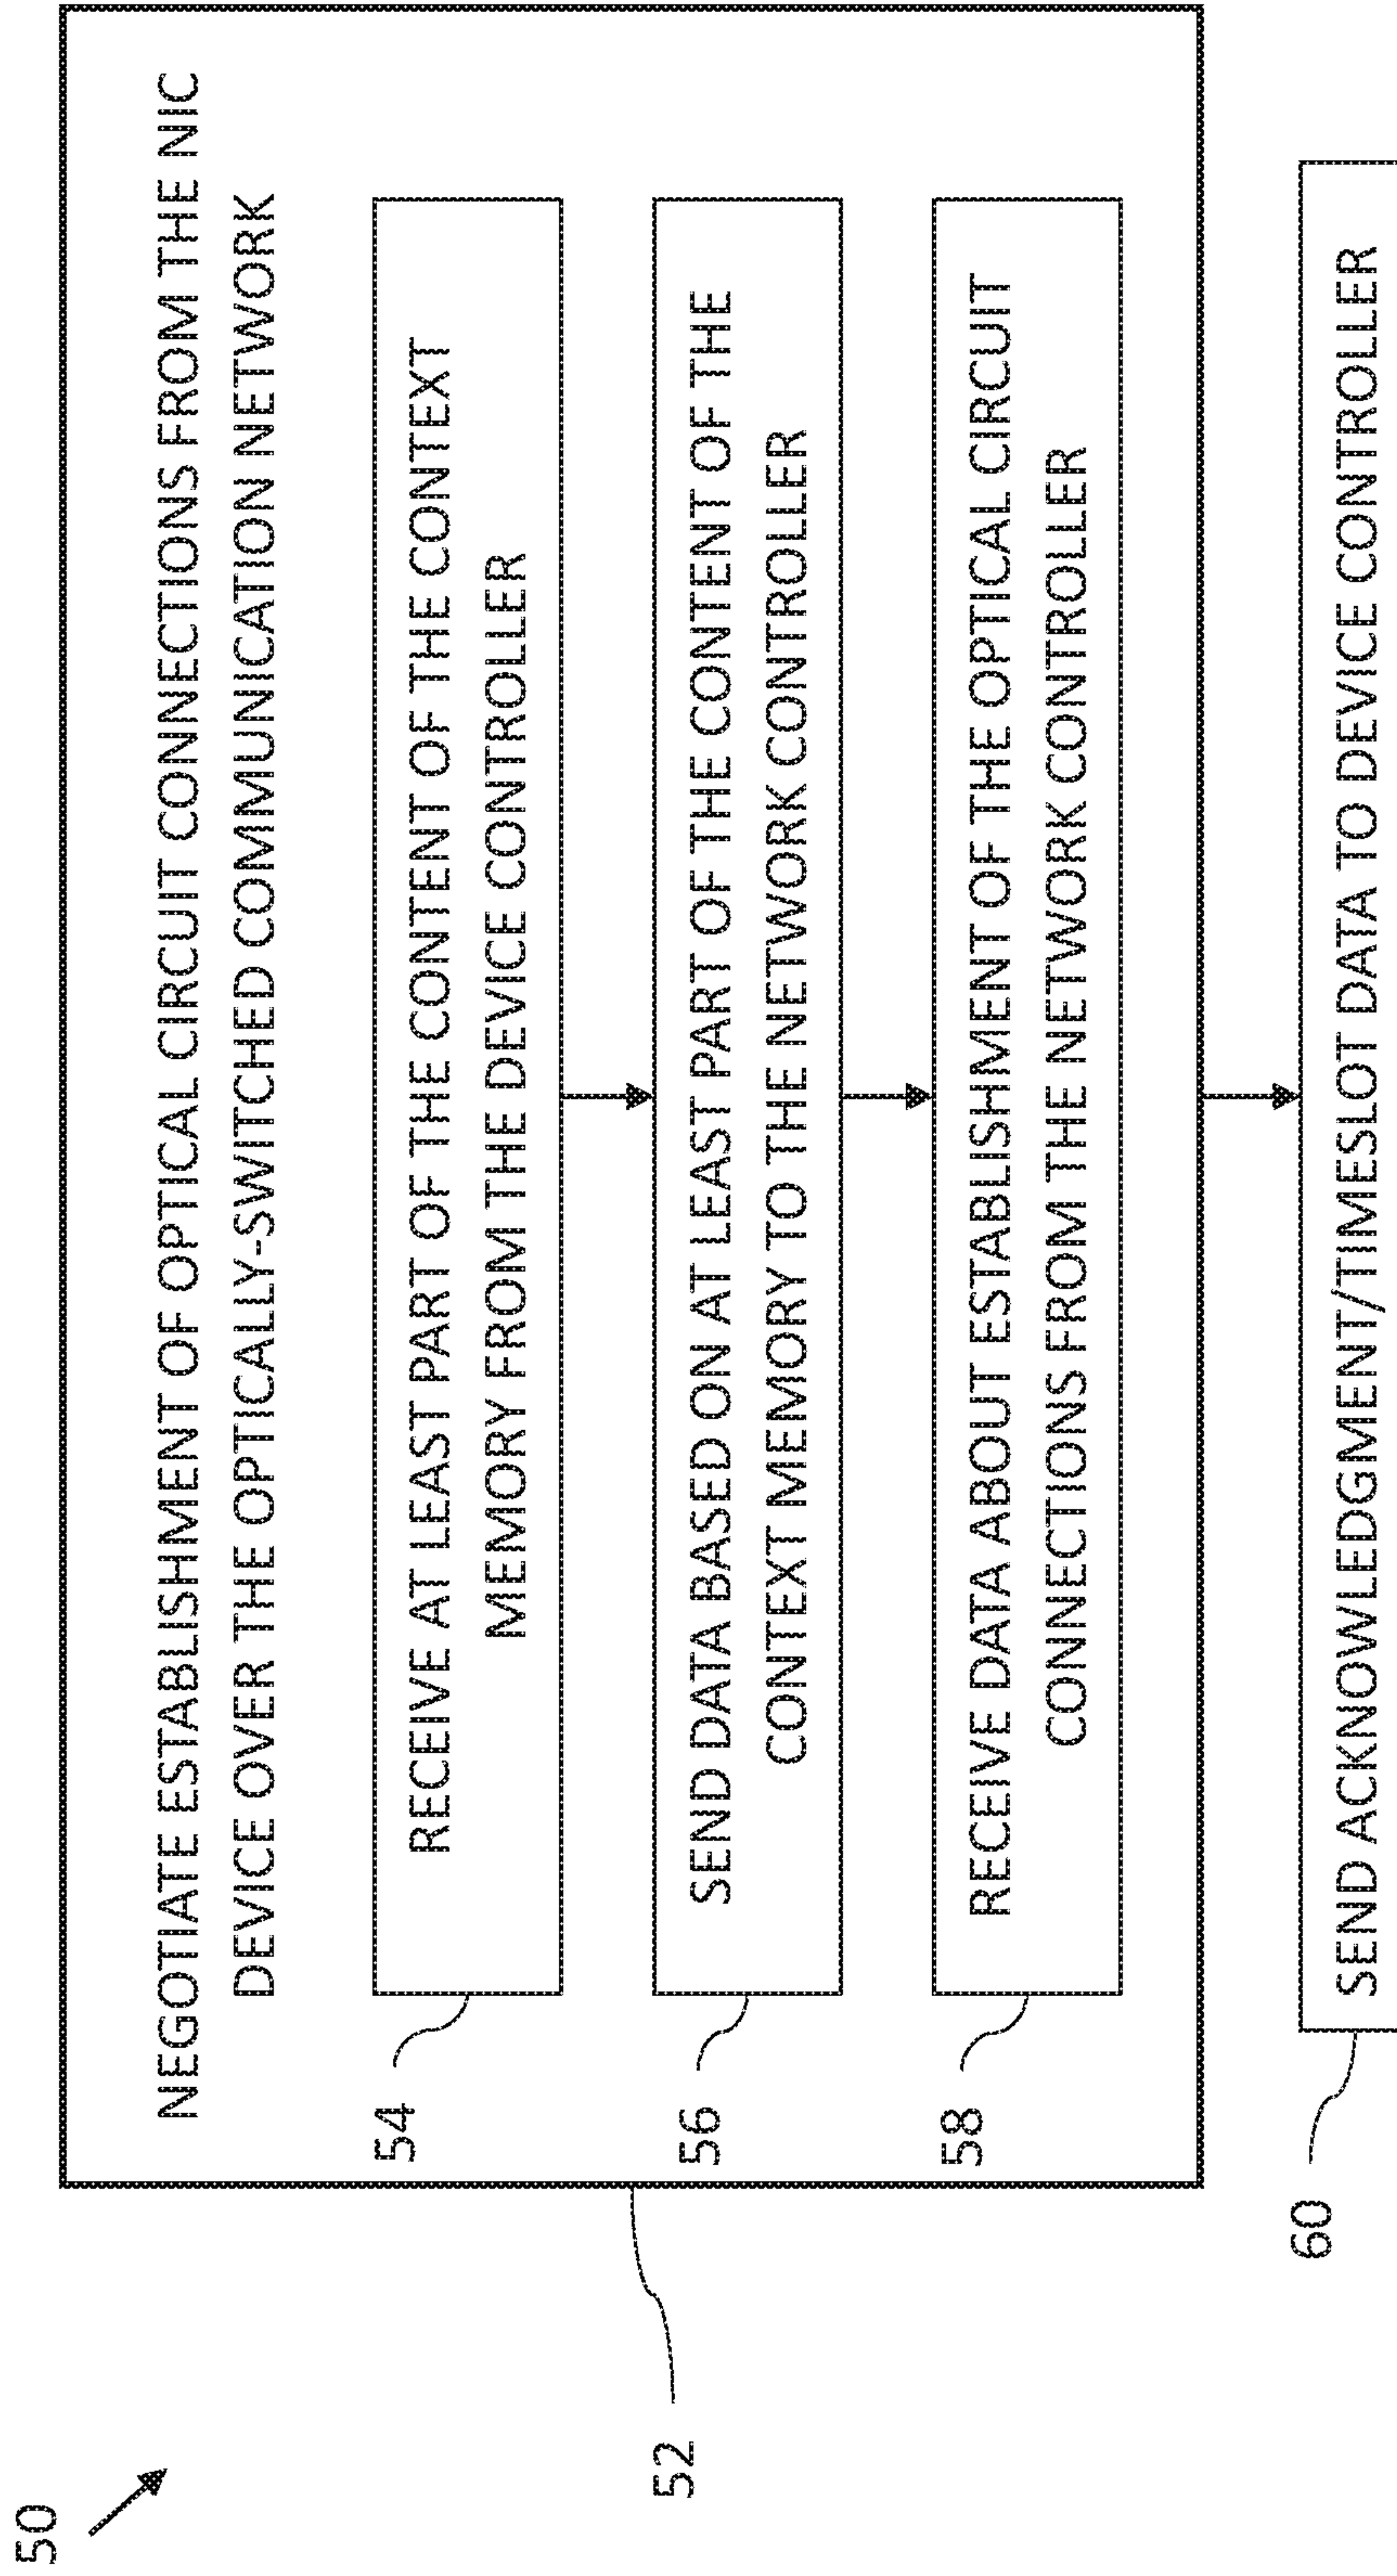 50
NEGOTIATE ESTABLISHMENT OF OPTICAL CIRCUIT CONNECTIONS FROM THE NIC
DEVICE OVER THE OPTICALLY-SWITCHED COMMUNICATION NETWORK
52
54
RECEIVE AT LEAST PART OF THE CONTENT OF THE CONTEXT
MEMORY FROM THE DEVICE CONTROLLER
56
SEND DATA BASED ON AT LEAST PART OF THE CONTENT OF THE
CONTEXT MEMORY TO THE NETWORK CONTROLLER
58
RECEIVE DATA ABOUT ESTABLISHMENT OF THE OPTICAL CIRCUIT
CONNECTIONS FROM THE NETWORK CONTROLLER
60
SEND ACKNOWLEDGMENT/TIMESLOT DATA TO DEVICE CONTROLLER